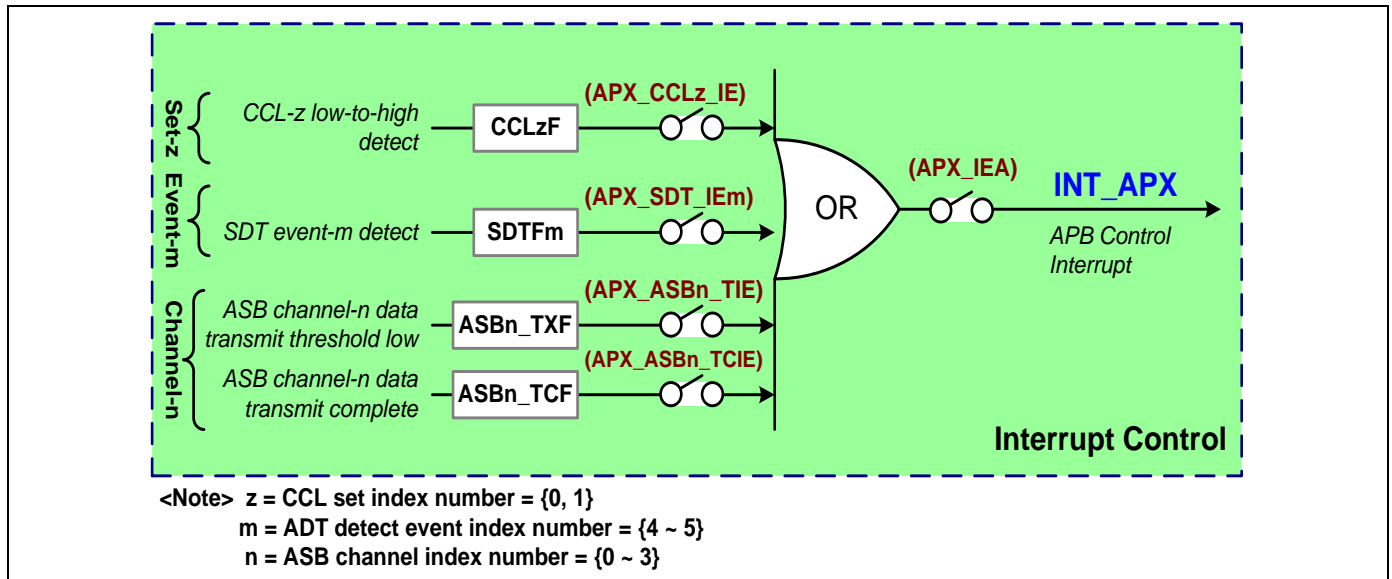 Set-z
CCL-z low-to-high
detect
CCLzF
(APX_CCLz_IE)
Event-m
SDT event-m detect
SDTFm
(APX_SDT_IEm)
Channel-n
ASB channel-n data
transmit threshold low
ASBn_TXF
(APX_ASBn_TIE)
ASB channel-n data
transmit complete
ASBn_TCF
(APX_ASBn_TCIE)
OR
(APX_IEA)
INT_APX
APB Control
Interrupt
Interrupt Control
<Note> z = CCL set index number = {0, 1}
m = ADT detect event index number = {4 ~ 5}
n = ASB channel index number = {0 ~ 3}